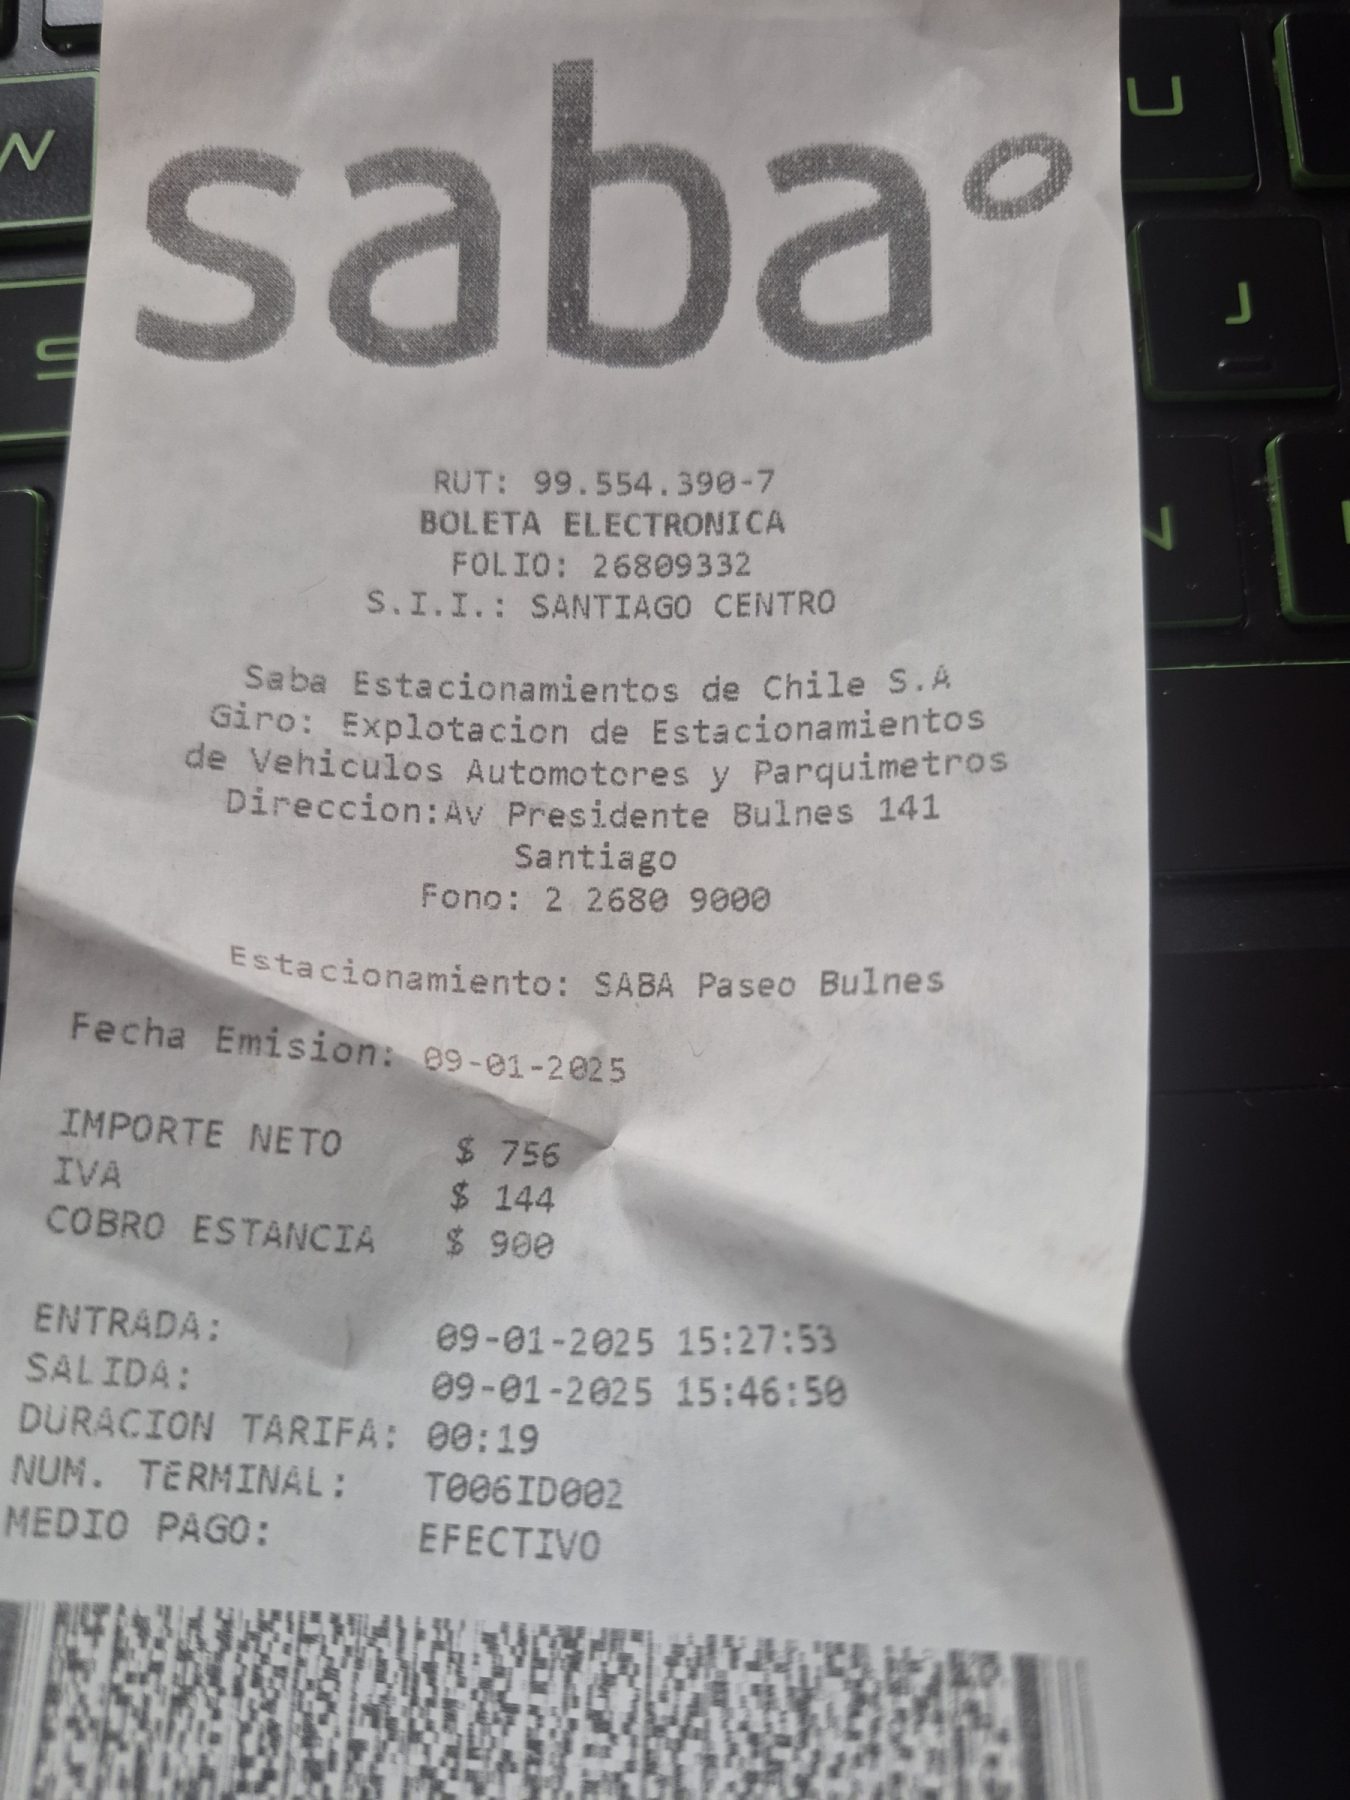 W
S
U
J
saba°
RUT: 99.554.390-7
BOLETA ELECTRONICA
FOLIO: 26809332
S.I.I.: SANTIAGO CENTRO
Saba Estacionamientos de Chile S.A
Giro: Explotacion de Estacionamientos
de Vehiculos Automotores y Parquimetros
Direccion:Av Presidente Bulnes 141
Santiago
Fono: 2 2680 9000
Estacionamiento: SABA Paseo Bulnes
Fecha Emision: 09-01-2025
IMPORTE NETO $ 756
IVA $ 144
COBRO ESTANCIA $ 900
ENTRADA: 09-01-2025 15:27:53
SALIDA: 09-01-2025 15:46:50
DURACION TARIFA: 00:19
NUM. TERMINAL: T006ID002
MEDIO PAGO: EFECTIVO